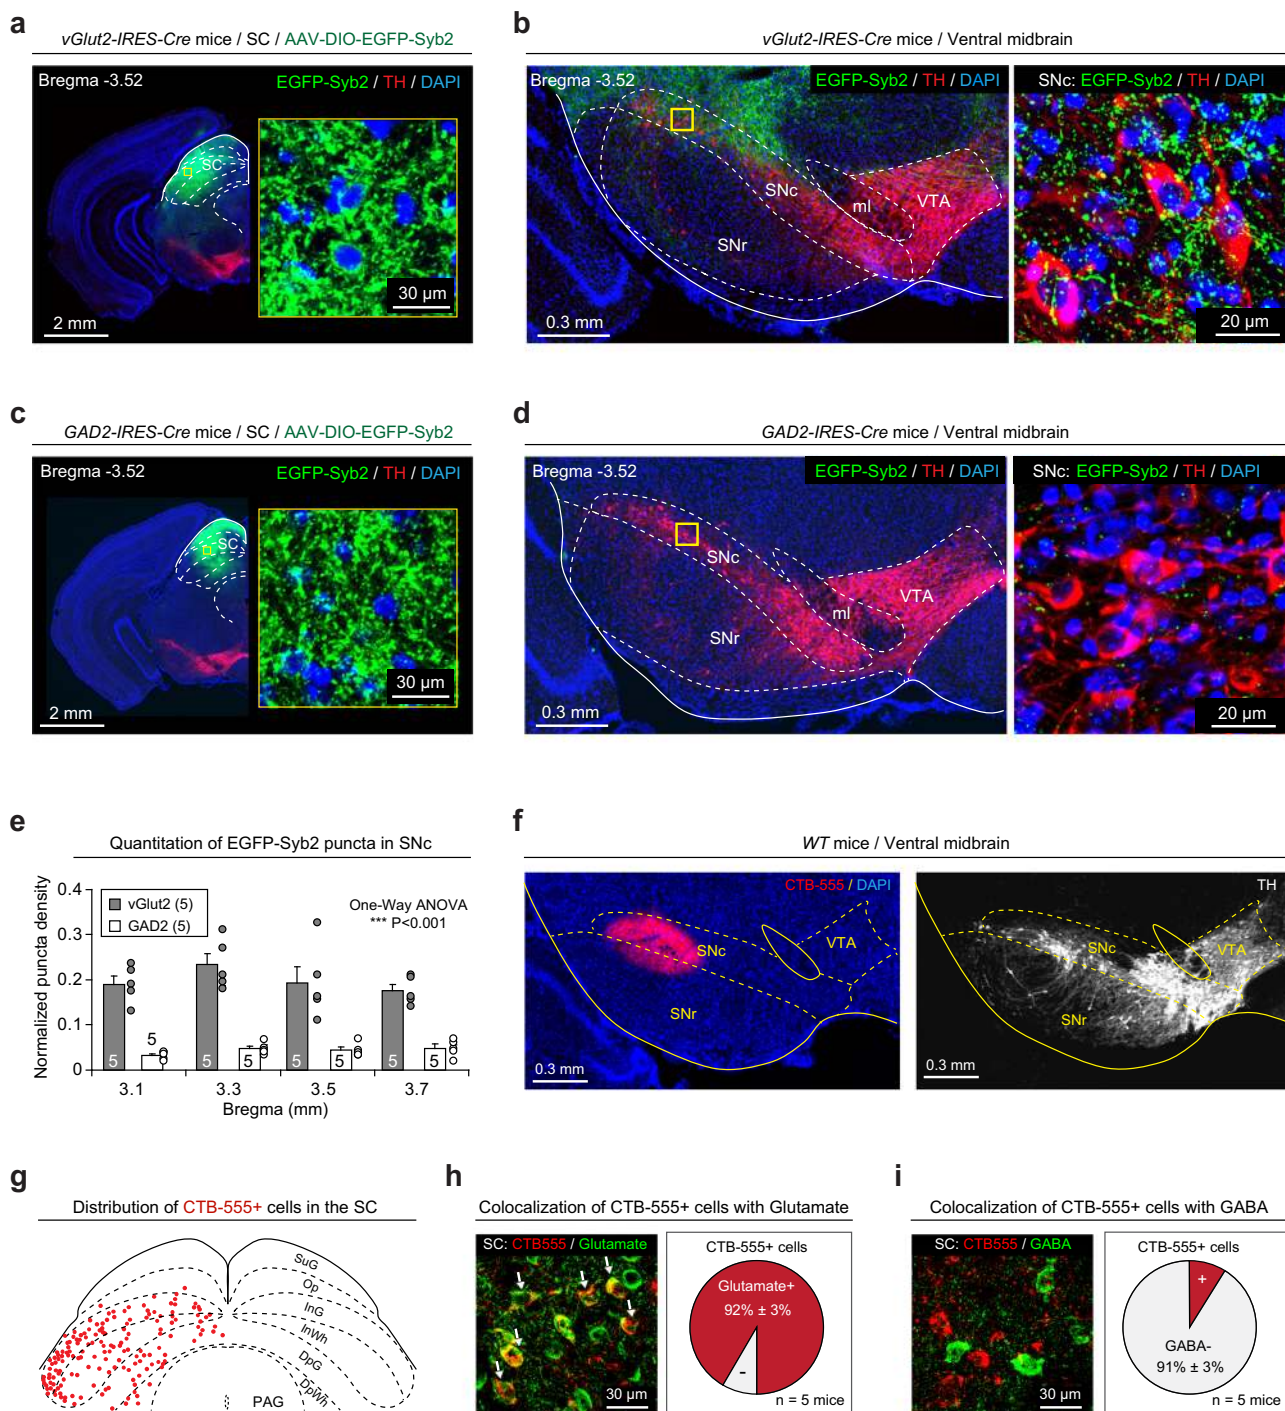 a
vGlut2-IRES-Cre mice / SC / AAV-DIO-EGFP-Syb2
Bregma -3.52
EGFP-Syb2 / TH / DAPI
SC
30 µm
2 mm
b
vGlut2-IRES-Cre mice / Ventral midbrain
Bregma -3.52
EGFP-Syb2 / TH / DAPI
SNc: EGFP-Syb2 / TH / DAPI
SNc
ml
VTA
SNr
0.3 mm
20 µm
c
GAD2-IRES-Cre mice / SC / AAV-DIO-EGFP-Syb2
Bregma -3.52
EGFP-Syb2 / TH / DAPI
SC
30 µm
2 mm
d
GAD2-IRES-Cre mice / Ventral midbrain
Bregma -3.52
EGFP-Syb2 / TH / DAPI
SNc: EGFP-Syb2 / TH / DAPI
SNc
ml
VTA
SNr
0.3 mm
20 µm
e
Quantitation of EGFP-Syb2 puncta in SNc
Normalized puncta density
0.4
0.3
0.2
0.1
0
vGlut2 (5)
GAD2 (5)
One-Way ANOVA
*** P<0.001
5
5
5
5
5
5
5
5
3.1
3.3
3.5
3.7
Bregma (mm)
f
WT mice / Ventral midbrain
CTB-555 / DAPI
SNc
VTA
SNr
0.3 mm
TH
SNc
VTA
SNr
0.3 mm
g
Distribution of CTB-555+ cells in the SC
SuG
Op
InG
InWh
DpG
DpWh
PAG
h
Colocalization of CTB-555+ cells with Glutamate
SC: CTB555 / Glutamate
30 µm
CTB-555+ cells
Glutamate+
92% ± 3%
-
n = 5 mice
i
Colocalization of CTB-555+ cells with GABA
SC: CTB555 / GABA
30 µm
CTB-555+ cells
+
GABA-
91% ± 3%
n = 5 mice